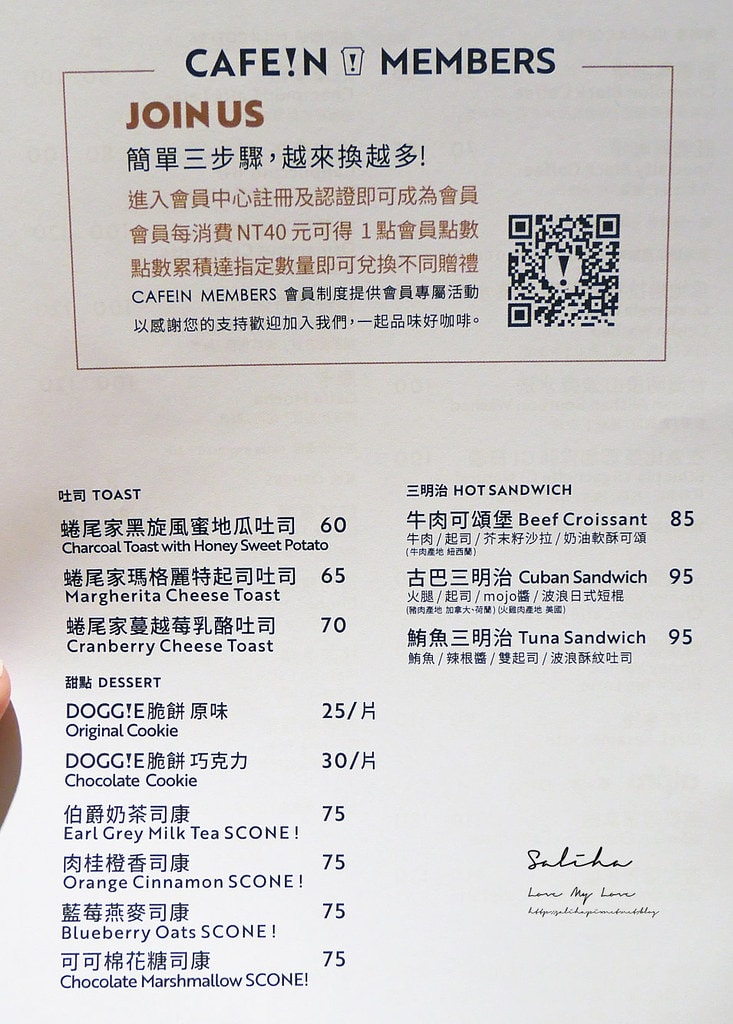 CAFE!N MEMBERS
JOIN US
簡單三步驟，越來換越多!
進入會員中心註冊及認證即可成為會員
會員每消費NT40元可得 1點會員點數
點數累積達指定數量即可兌換不同贈禮
CAFE!N MEMBERS 會員制度提供會員專屬活動
以感謝您的支持歡迎加入我們，一起品味好咖啡。
吐司 TOAST
蜷尾家黑旋風蜜地瓜吐司 60
Charcoal Toast with Honey Sweet Potato
蜷尾家瑪格麗特起司吐司 65
Margherita Cheese Toast
蜷尾家蔓越莓乳酪吐司 70
Cranberry Cheese Toast
甜點 DESSERT
DOGG!E脆餅 原味 25/片
Original Cookie
DOGG!E脆餅 巧克力 30/片
Chocolate Cookie
伯爵奶茶司康 75
Earl Grey Milk Tea SCONE !
肉桂橙香司康 75
Orange Cinnamon SCONE !
藍莓燕麥司康 75
Blueberry Oats SCONE !
可可棉花糖司康 75
Chocolate Marshmallow SCONE!
三明治 HOT SANDWICH
牛肉可頌堡 Beef Croissant 85
牛肉 / 起司 / 芥末籽沙拉 / 奶油軟酥可頌
(牛肉產地 紐西蘭)
古巴三明治 Cuban Sandwich 95
火腿 / 起司 / mojo醬 / 波浪日式短棍
(豬肉產地 加拿大、荷蘭) (火雞肉產地 美國)
鮪魚三明治 Tuna Sandwich 95
鮪魚 / 辣根醬 / 雙起司 / 波浪酥紋吐司
Saliha
Love My Love